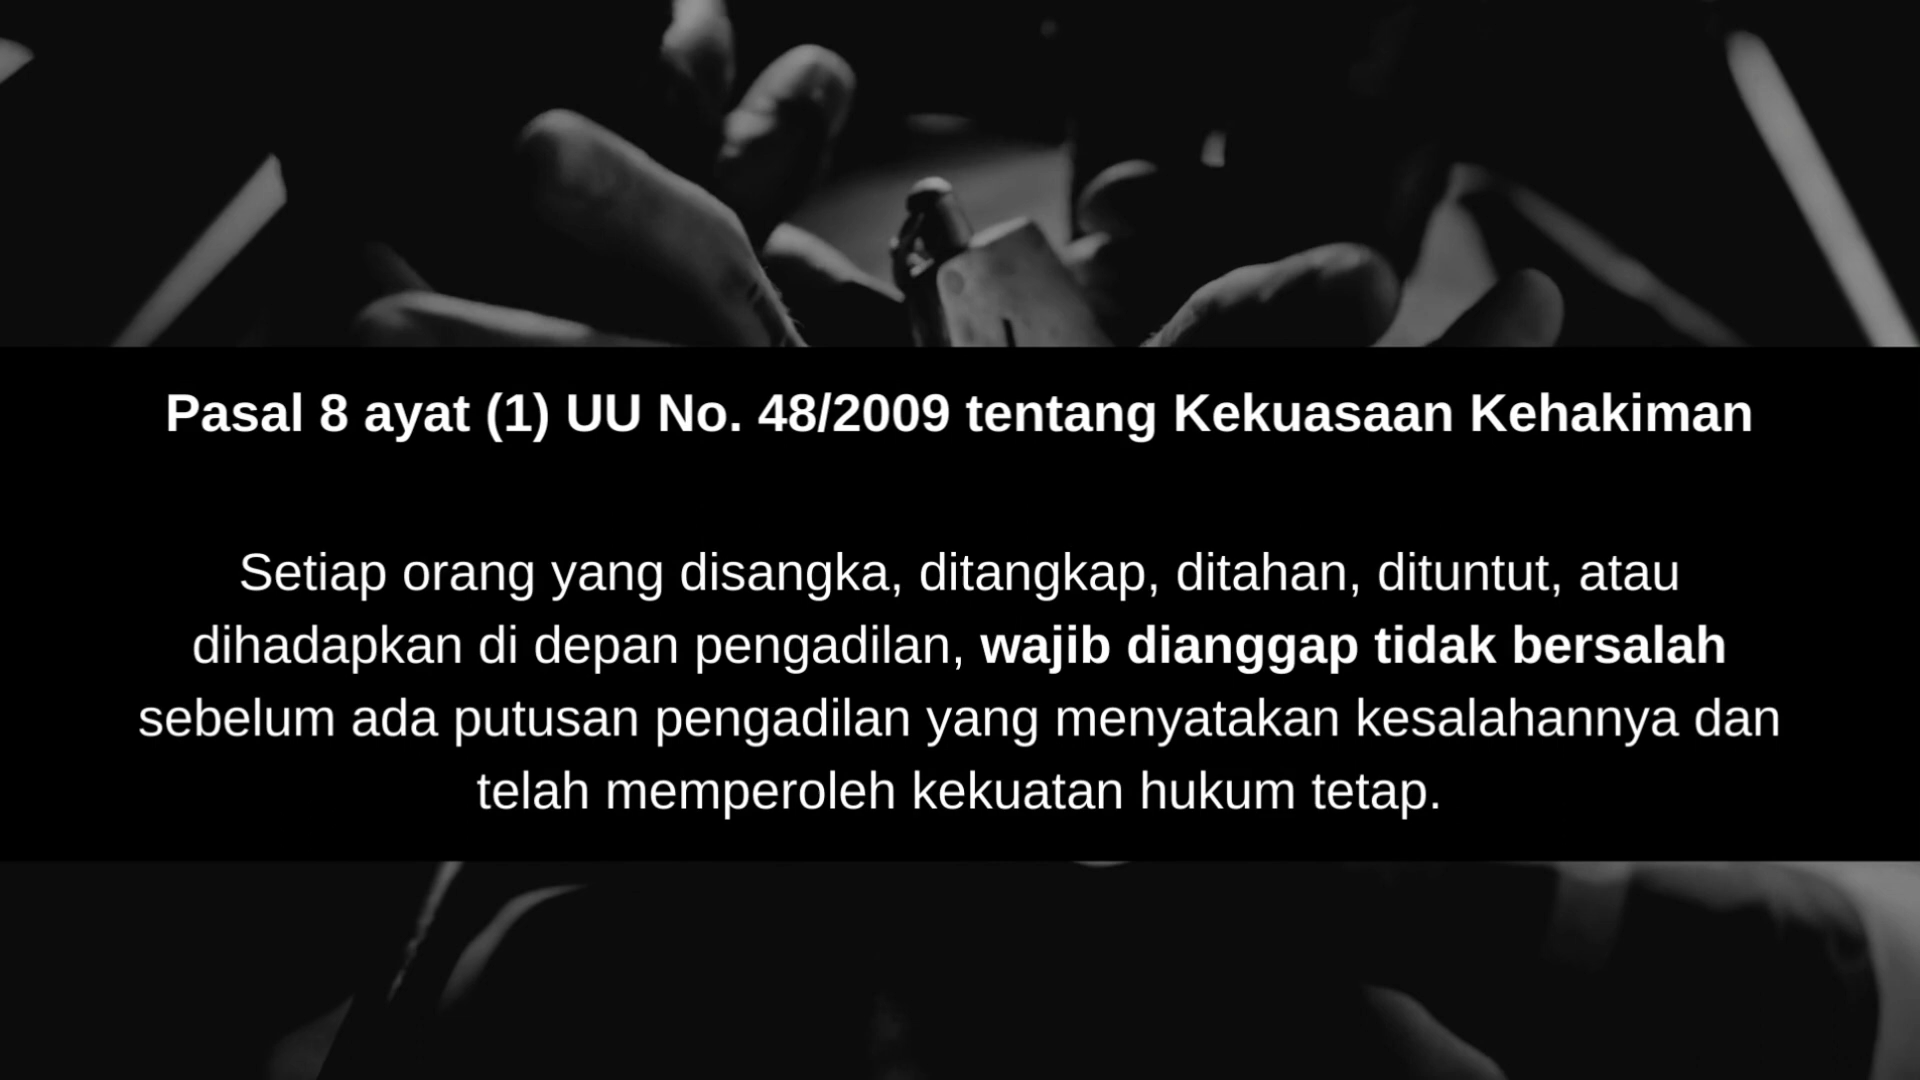 Pasal 8 ayat (1) UU No. 48/2009 tentang Kekuasaan Kehakiman
Setiap orang yang disangka, ditangkap, ditahan, dituntut, atau
dihadapkan di depan pengadilan, wajib dianggap tidak bersalah
sebelum ada putusan pengadilan yang menyatakan kesalahannya dan
telah memperoleh kekuatan hukum tetap.